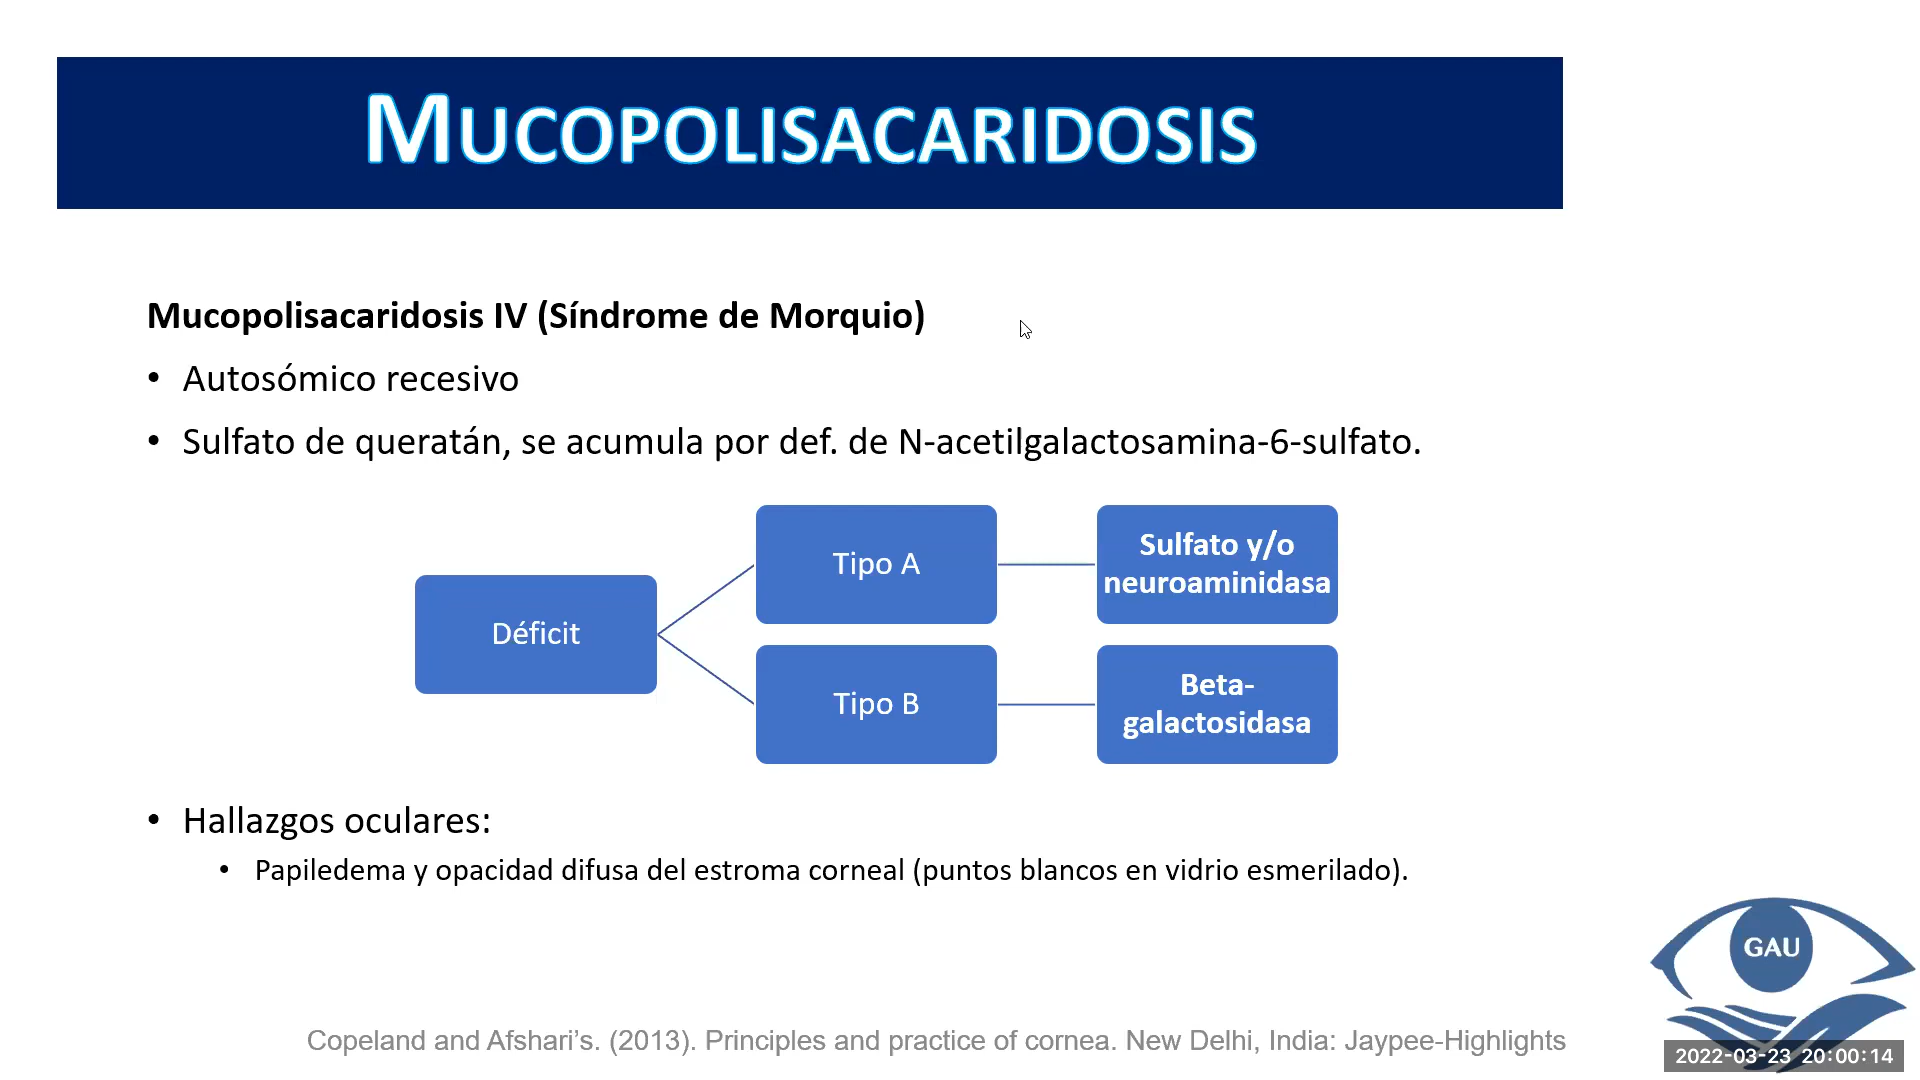 MUCOPOLISACARIDOSIS
Mucopolisacaridosis IV (Síndrome de Morquio)
• Autosómico recesivo
• Sulfato de queratán, se acumula por def. de N-acetilgalactosamina-6-sulfato.
Déficit
Tipo A
Sulfato y/o
neuroaminidasa
Tipo B
Beta-
galactosidasa
• Hallazgos oculares:
• Papiledema y opacidad difusa del estroma corneal (puntos blancos en vidrio esmerilado).
GAU
Copeland and Afshari’s. (2013). Principles and practice of cornea. New Delhi, India: Jaypee-Highlights
2022-03-23 20:00:14